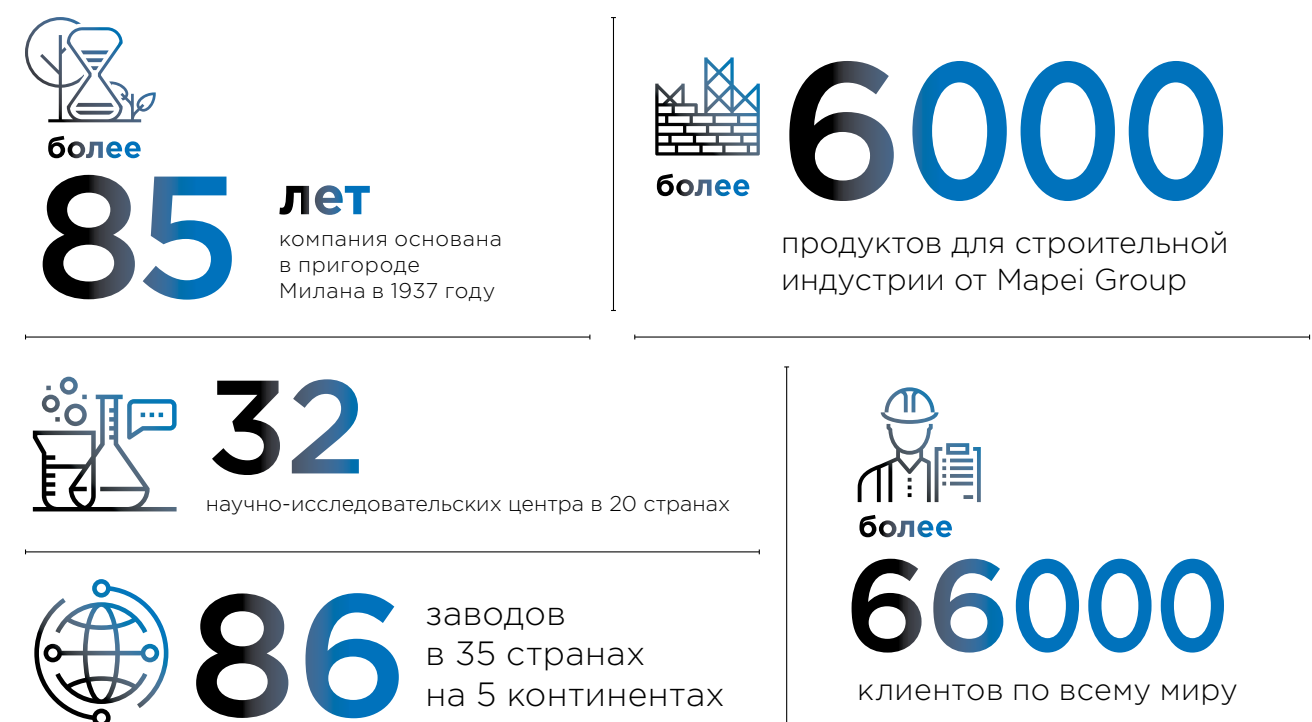 более
85 лет
компания основана
в пригороде
Милана в 1937 году
6000
более
продуктов для строительной
индустрии от Mapei Group
32
научно-исследовательских центра в 20 странах
86
заводов
в 35 странах
на 5 континентах
более
66000
клиентов по всему миру